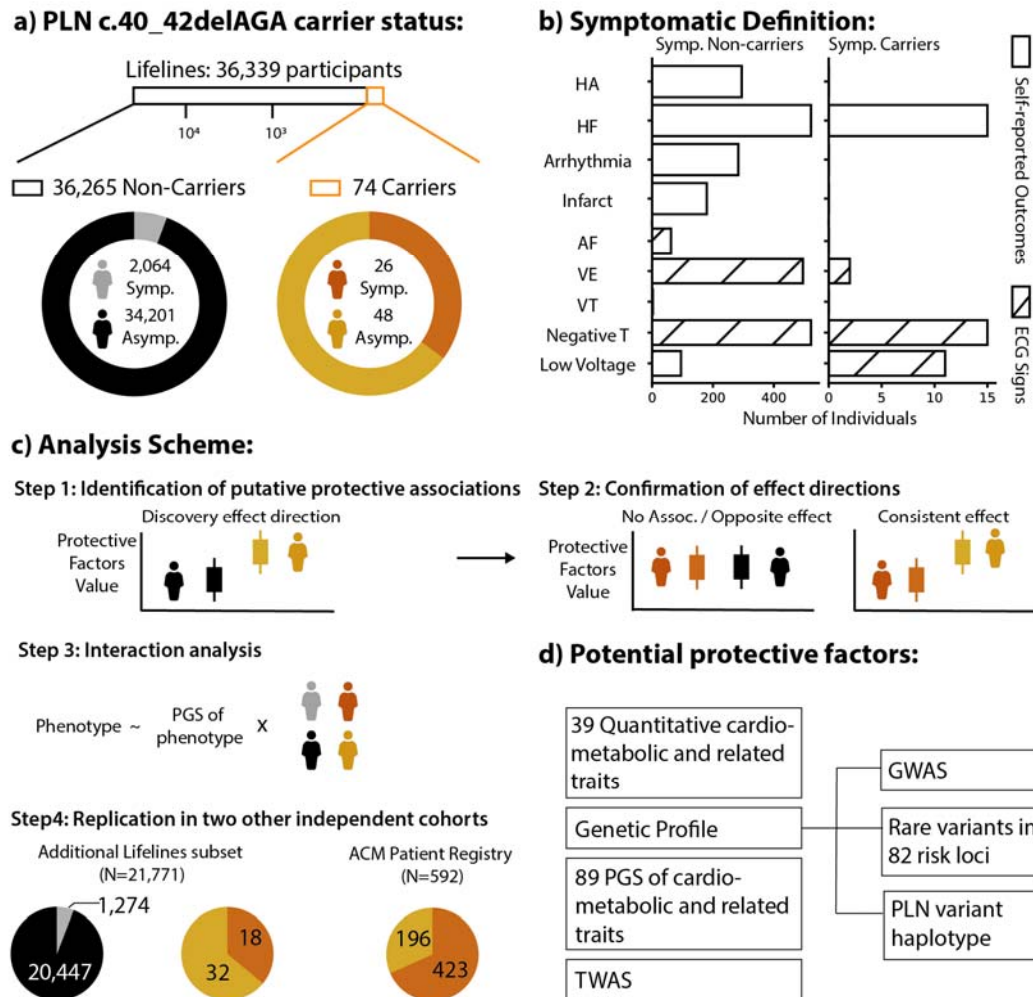 a) PLN c.40_42delAGA carrier status:
Lifelines: 36,339 participants
10⁴
10³
36,265 Non-Carriers
74 Carriers
2,064
Symp.
34,201
Asymp.
26
Symp.
48
Asymp.
b) Symptomatic Definition:
Symp. Non-carriers
Symp. Carriers
HA
HF
Arrhythmia
Infarct
AF
VE
VT
Negative T
Low Voltage
0
200
400
0
5
10
15
Number of Individuals
Self-reported Outcomes
ECG Signs
c) Analysis Scheme:
Step 1: Identification of putative protective associations
Discovery effect direction
Protective
Factors
Value
Step 2: Confirmation of effect directions
No Assoc. / Opposite effect
Consistent effect
Protective
Factors
Value
Step 3: Interaction analysis
Phenotype ~
PGS of
phenotype
X
Step4: Replication in two other independent cohorts
Additional Lifelines subset
(N=21,771)
1,274
20,447
18
32
ACM Patient Registry
(N=592)
196
423
d) Potential protective factors:
39 Quantitative cardio-
metabolic and related
traits
Genetic Profile
89 PGS of cardio-
metabolic and related
traits
TWAS
GWAS
Rare variants in
82 risk loci
PLN variant
haplotype